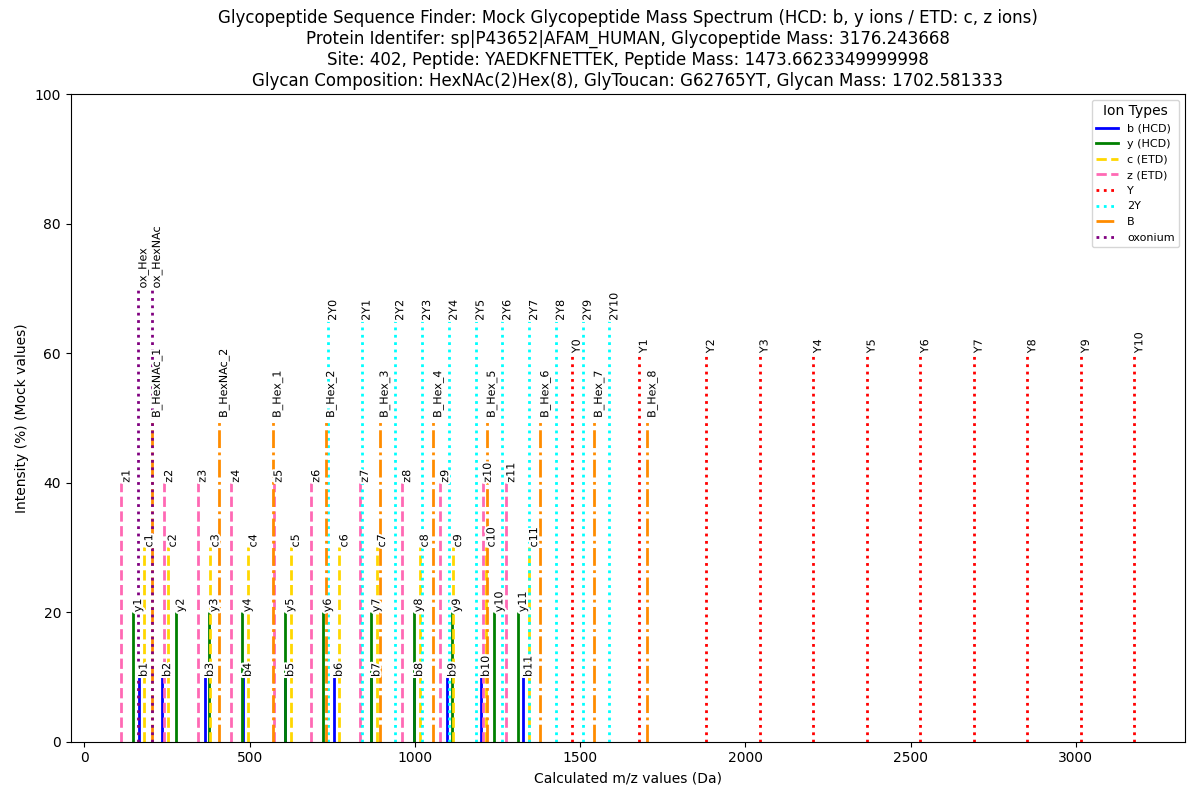 Glycopeptide Sequence Finder: Mock Glycopeptide Mass Spectrum (HCD: b, y ions / ETD: c, z ions)
Protein Identifer: sp|P43652|AFAM_HUMAN, Glycopeptide Mass: 3176.243668
Site: 402, Peptide: YAEDKFNETTEK, Peptide Mass: 1473.6623349999998
Glycan Composition: HexNAc(2)Hex(8), GlyToucan: G62765YT, Glycan Mass: 1702.581333
Ion Types
b (HCD)
y (HCD)
c (ETD)
z (ETD)
Y
2Y
B
oxonium
ox_Hex
ox_HexNAc
2Y0
2Y1
2Y2
2Y3
2Y4
2Y5
2Y6
2Y7
2Y8
2Y9
2Y10
Y0
Y1
Y2
Y3
Y4
Y5
Y6
Y7
Y8
Y9
Y10
B_HexNAc_1
B_HexNAc_2
B_Hex_1
B_Hex_2
B_Hex_3
B_Hex_4
B_Hex_5
B_Hex_6
B_Hex_7
B_Hex_8
z1
z2
z3
z4
z5
z6
z7
z8
z9
z10
z11
c1
c2
c3
c4
c5
c6
c7
c8
c9
c10
c11
y1
y2
y3
y4
y5
y6
y7
y8
y9
y10
y11
b1
b2
b3
b4
b5
b6
b7
b8
b9
b10
b11
100
80
60
40
20
0
Intensity (%) (Mock values)
0
500
1000
1500
2000
2500
3000
Calculated m/z values (Da)